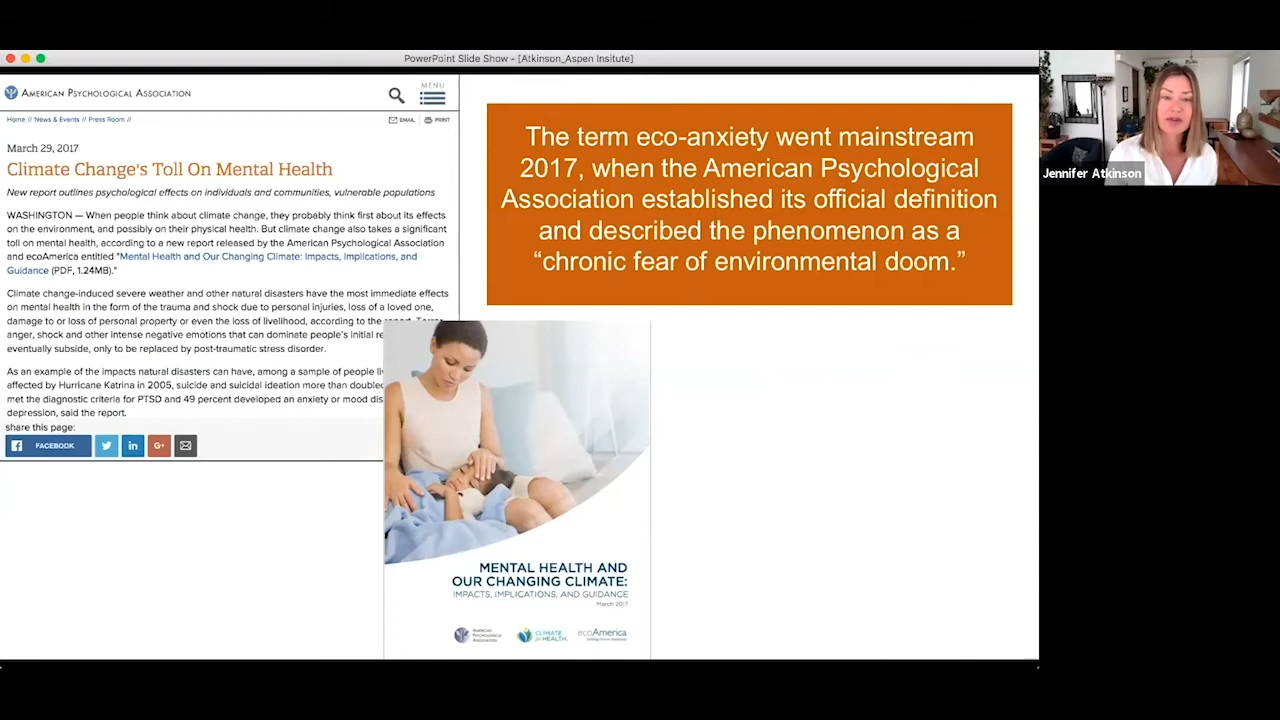 PowerPoint Slide Show - [Atkinson_Aspen Insitute]
AMERICAN PSYCHOLOGICAL ASSOCIATION
MENU
Home // News & Events // Press Room //
EMAIL
PRINT
March 29, 2017
Climate Change's Toll On Mental Health
New report outlines psychological effects on individuals and communities, vulnerable populations
WASHINGTON — When people think about climate change, they probably think first about its effects
on the environment, and possibly on their physical health. But climate change also takes a significant
toll on mental health, according to a new report released by the American Psychological Association
and ecoAmerica entitled "Mental Health and Our Changing Climate: Impacts, Implications, and
Guidance (PDF, 1.24MB)."
Climate change-induced severe weather and other natural disasters have the most immediate effects
on mental health in the form of the trauma and shock due to personal injuries, loss of a loved one,
damage to or loss of personal property or even the loss of livelihood, according to the
anger, shock and other intense negative emotions that can dominate people's initial re
eventually subside, only to be replaced by post-traumatic stress disorder.
As an example of the impacts natural disasters can have, among a sample of people li
affected by Hurricane Katrina in 2005, suicide and suicidal ideation more than doubled
met the diagnostic criteria for PTSD and 49 percent developed an anxiety or mood dis
depression, said the report.
share this page:
FACEBOOK
in
G+
The term eco-anxiety went mainstream
2017, when the American Psychological
Association established its official definition
and described the phenomenon as a
“chronic fear of environmental doom.”
MENTAL HEALTH AND
OUR CHANGING CLIMATE:
IMPACTS, IMPLICATIONS, AND GUIDANCE
March 2017
AMERICAN PSYCHOLOGICAL ASSOCIATION
CLIMATE for HEALTH.
ecoAmerica
Jennifer Atkinson